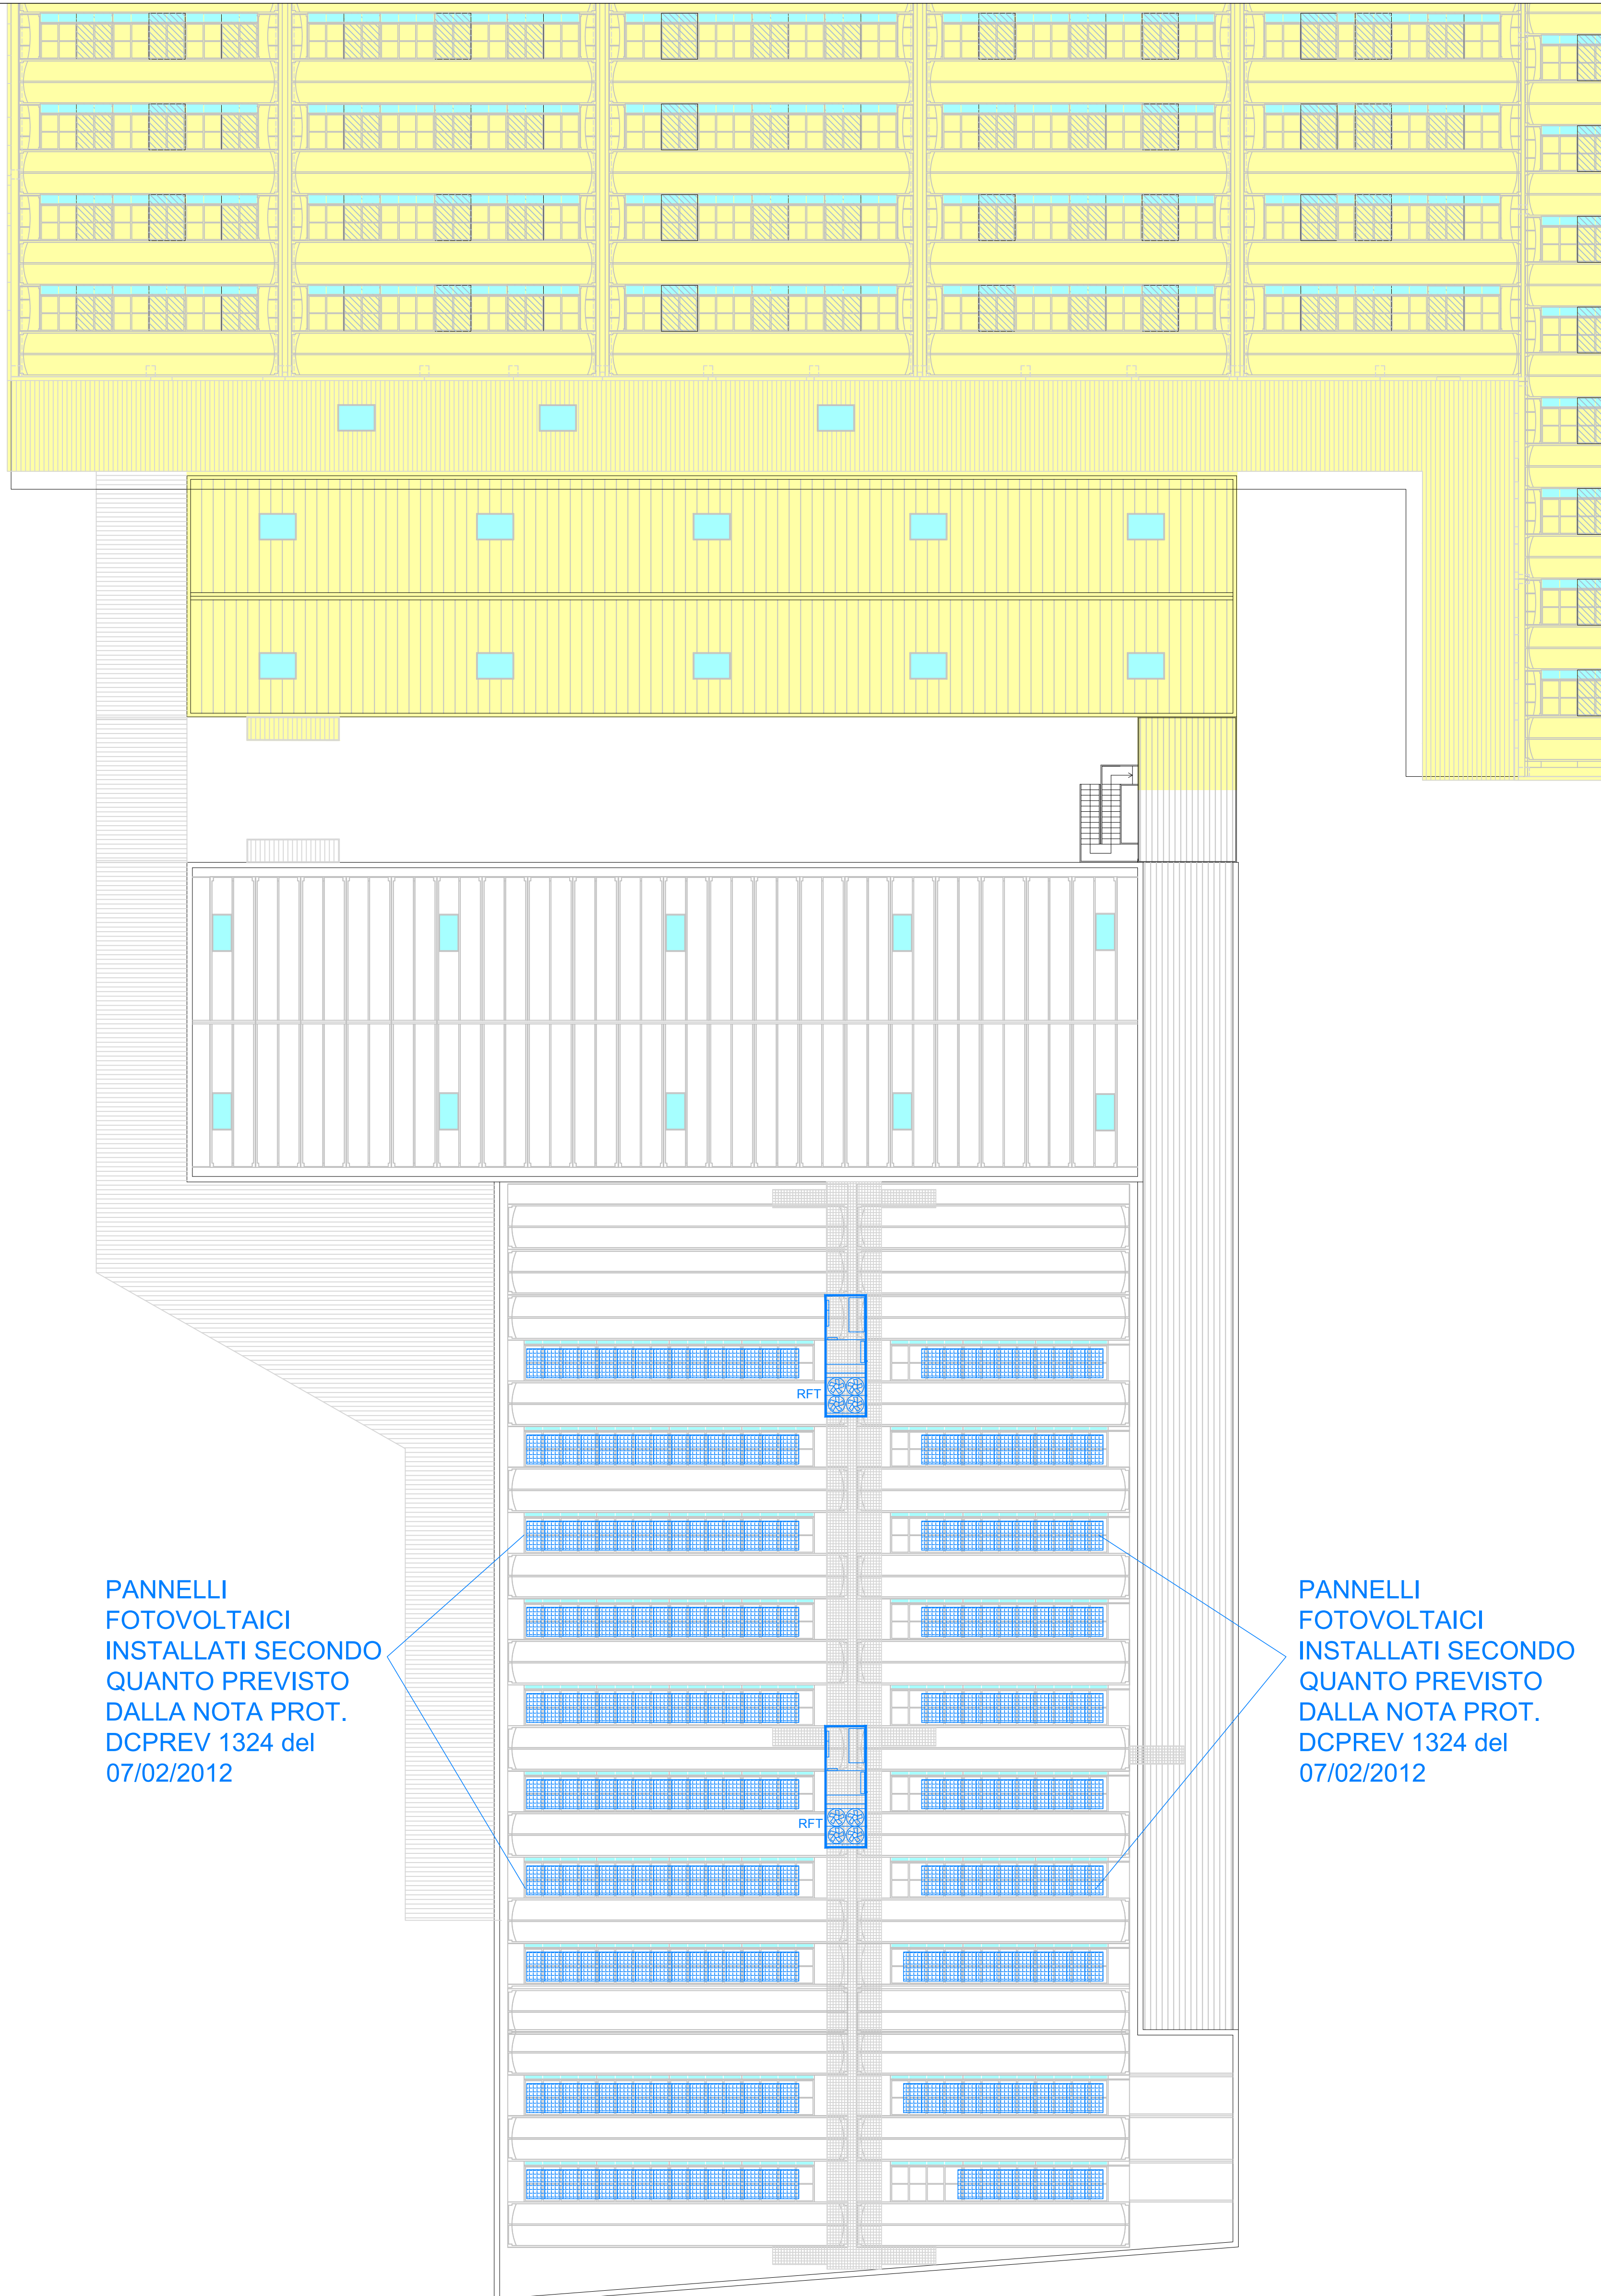 RFT
PANNELLI
FOTOVOLTAICI
INSTALLATI SECONDO
QUANTO PREVISTO
DALLA NOTA PROT.
DCPREV 1324 del
07/02/2012
PANNELLI
FOTOVOLTAICI
INSTALLATI SECONDO
QUANTO PREVISTO
DALLA NOTA PROT.
DCPREV 1324 del
07/02/2012
RFT